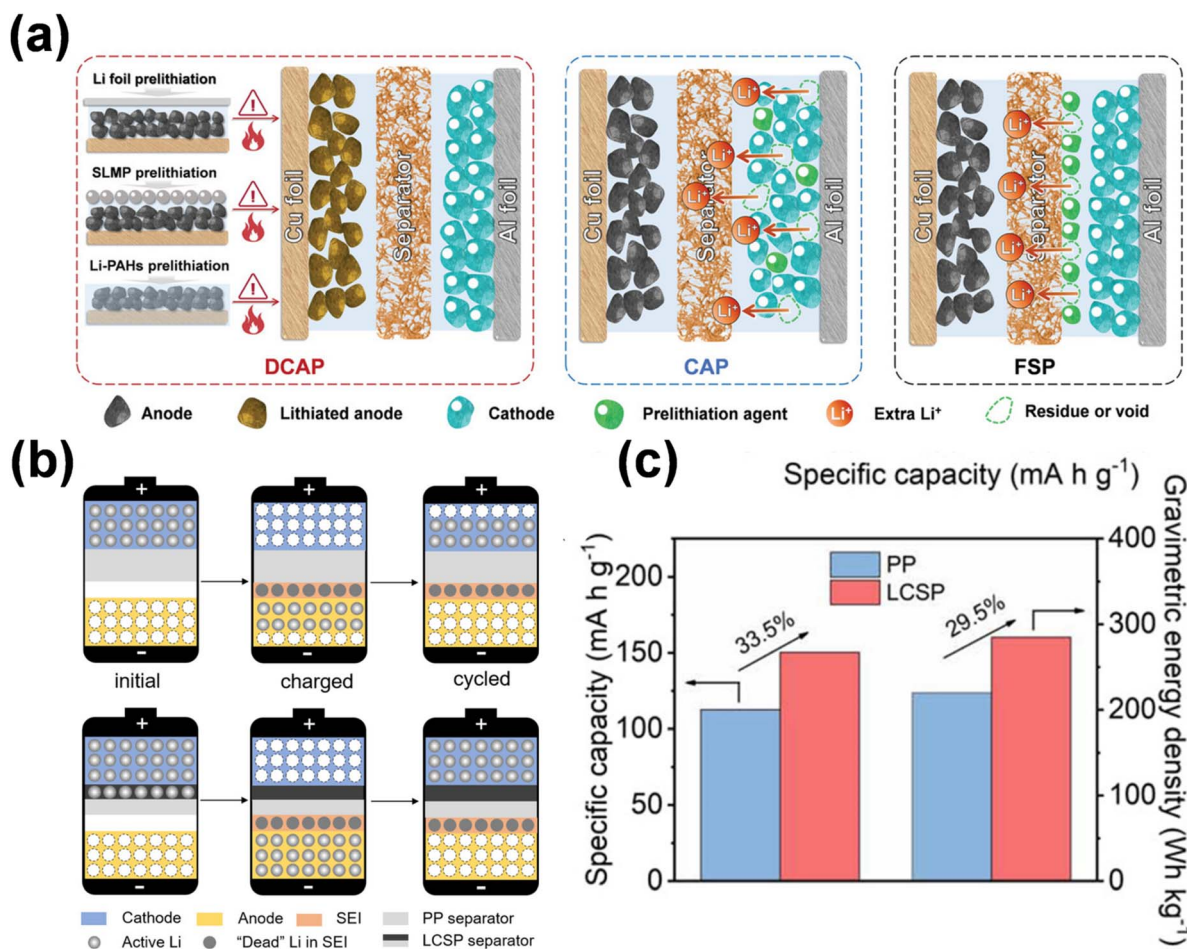 (a)
Li foil prelithiation
SLMP prelithiation
Li-PAHs prelithiation
Cu foil
Separator
Al foil
DCAP
Cu foil
Separator
Al foil
Li⁺
Li⁺
Li⁺
Li⁺
Li⁺
CAP
Cu foil
Separator
Al foil
Li⁺
Li⁺
Li⁺
Li⁺
FSP
Anode
Lithiated anode
Cathode
Prelithiation agent
Li⁺ Extra Li⁺
Residue or void
(b)
+ + +
- - -
initial charged cycled
+ + +
- - -
Cathode Anode SEI PP separator
Active Li "Dead" Li in SEI LCSP separator
(c)
Specific capacity (mA h g⁻¹)
Specific capacity (mA h g⁻¹)
200
150
100
50
0
PP
LCSP
33.5%
29.5%
400
300
200
100
0
Gravimetric energy density (Wh kg⁻¹)